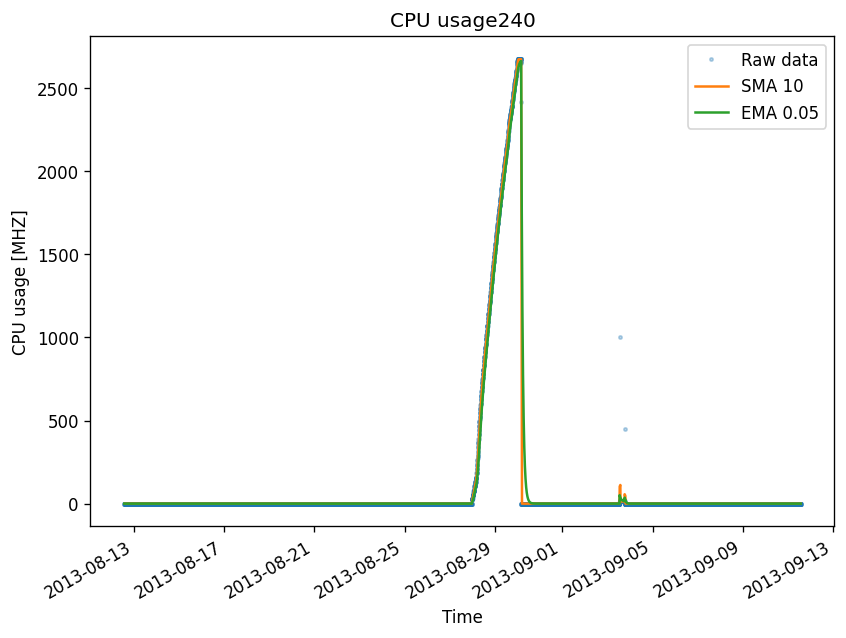 CPU usage240
Raw data
SMA 10
EMA 0.05
CPU usage [MHZ]
2500
2000
1500
1000
500
0
2013-08-13
2013-08-17
2013-08-21
2013-08-25
2013-08-29
2013-09-01
2013-09-05
2013-09-09
2013-09-13
Time